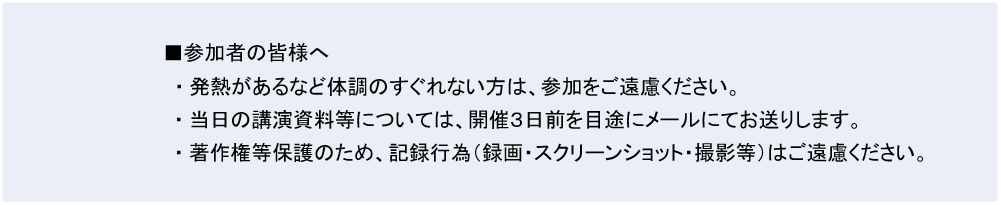 ■参加者の皆様へ
・発熱があるなど体調のすぐれない方は、参加をご遠慮ください。
・当日の講演資料等については、開催３日前を目途にメールにてお送りします。
・著作権等保護のため、記録行為（録画・スクリーンショット・撮影等）はご遠慮ください。